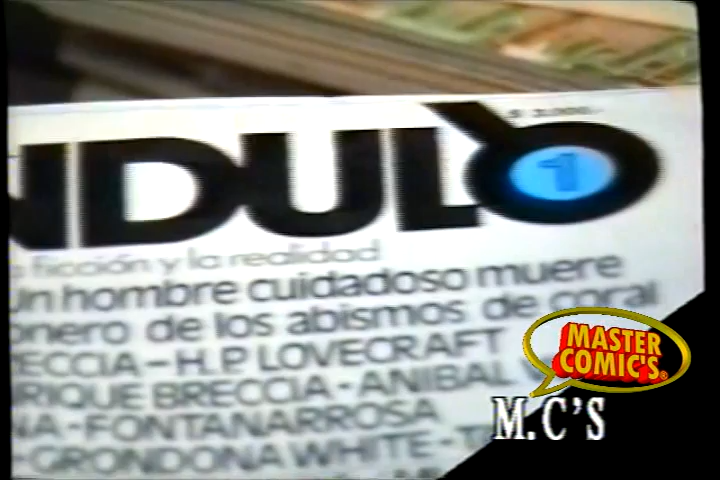 NDULO
1
ficción y la realidad
Un hombre cuidadoso muere
onero de los abismos de coral
ECCIA-H.P LOVECRAFT
RIQUE BRECCIA-ANIBAL
NA-FONTANARROSA
-GRONDONA WHITE-T
MASTER
COMIC'S®
M.C'S